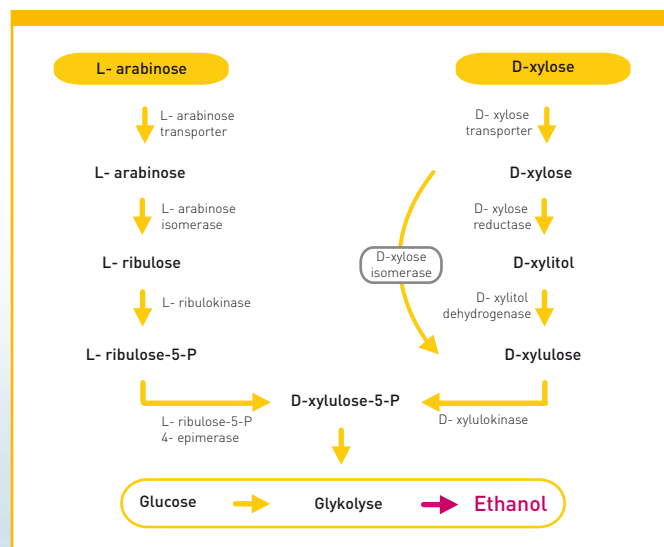 L- arabinose
D-xylose
L- arabinose
transporter
D- xylose
transporter
L- arabinose
D-xylose
L- arabinose
isomerase
D- xylose
reductase
L- ribulose
D-xylose
isomerase
D-xylitol
L- ribulokinase
D- xylitol
dehydrogenase
L- ribulose-5-P
D-xylulose
D-xylulose-5-P
L- ribulose-5-P
4- epimerase
D- xylulokinase
Glucose
Glykolyse
Ethanol